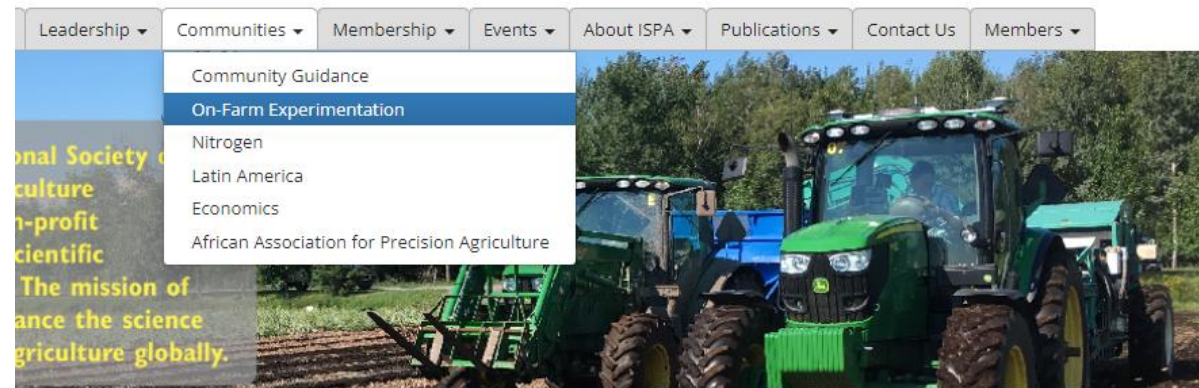 Leadership Communities Membership Events About ISPA Publications Contact Us Members
Community Guidance
On-Farm Experimentation
Nitrogen
Latin America
Economics
African Association for Precision Agriculture
onal Society
culture
n-profit
cientific
The mission of
ance the science
griculture globally.